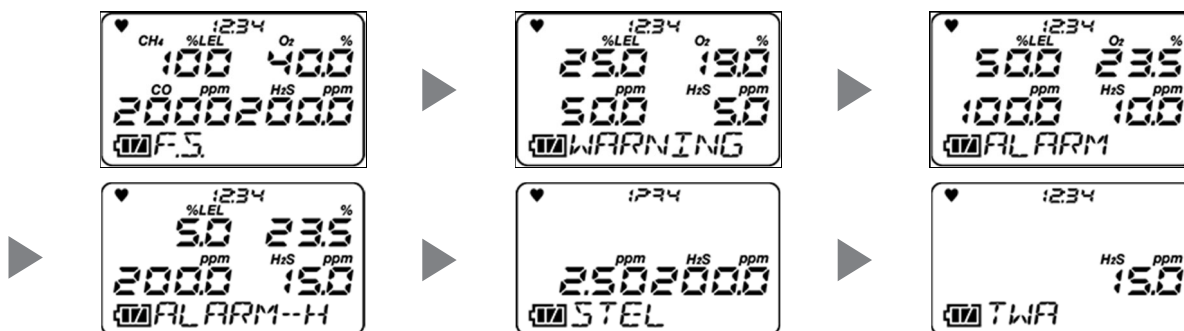 12:34
CH₄ %LEL O₂ %
100 40.0
CO ppm H₂S ppm
2000 200.0
F.S.
12:34
%LEL O₂ %
25.0 19.0
ppm H₂S ppm
50.0 5.0
WARNING
12:34
%LEL O₂ %
50.0 23.5
ppm H₂S ppm
100.0 10.0
ALARM
12:34
%LEL %
5.0 23.5
ppm H₂S ppm
200.0 15.0
ALARM--H
ppm H₂S ppm
2.50 200.0
STEL
12:34
H₂S ppm
15.0
TWA